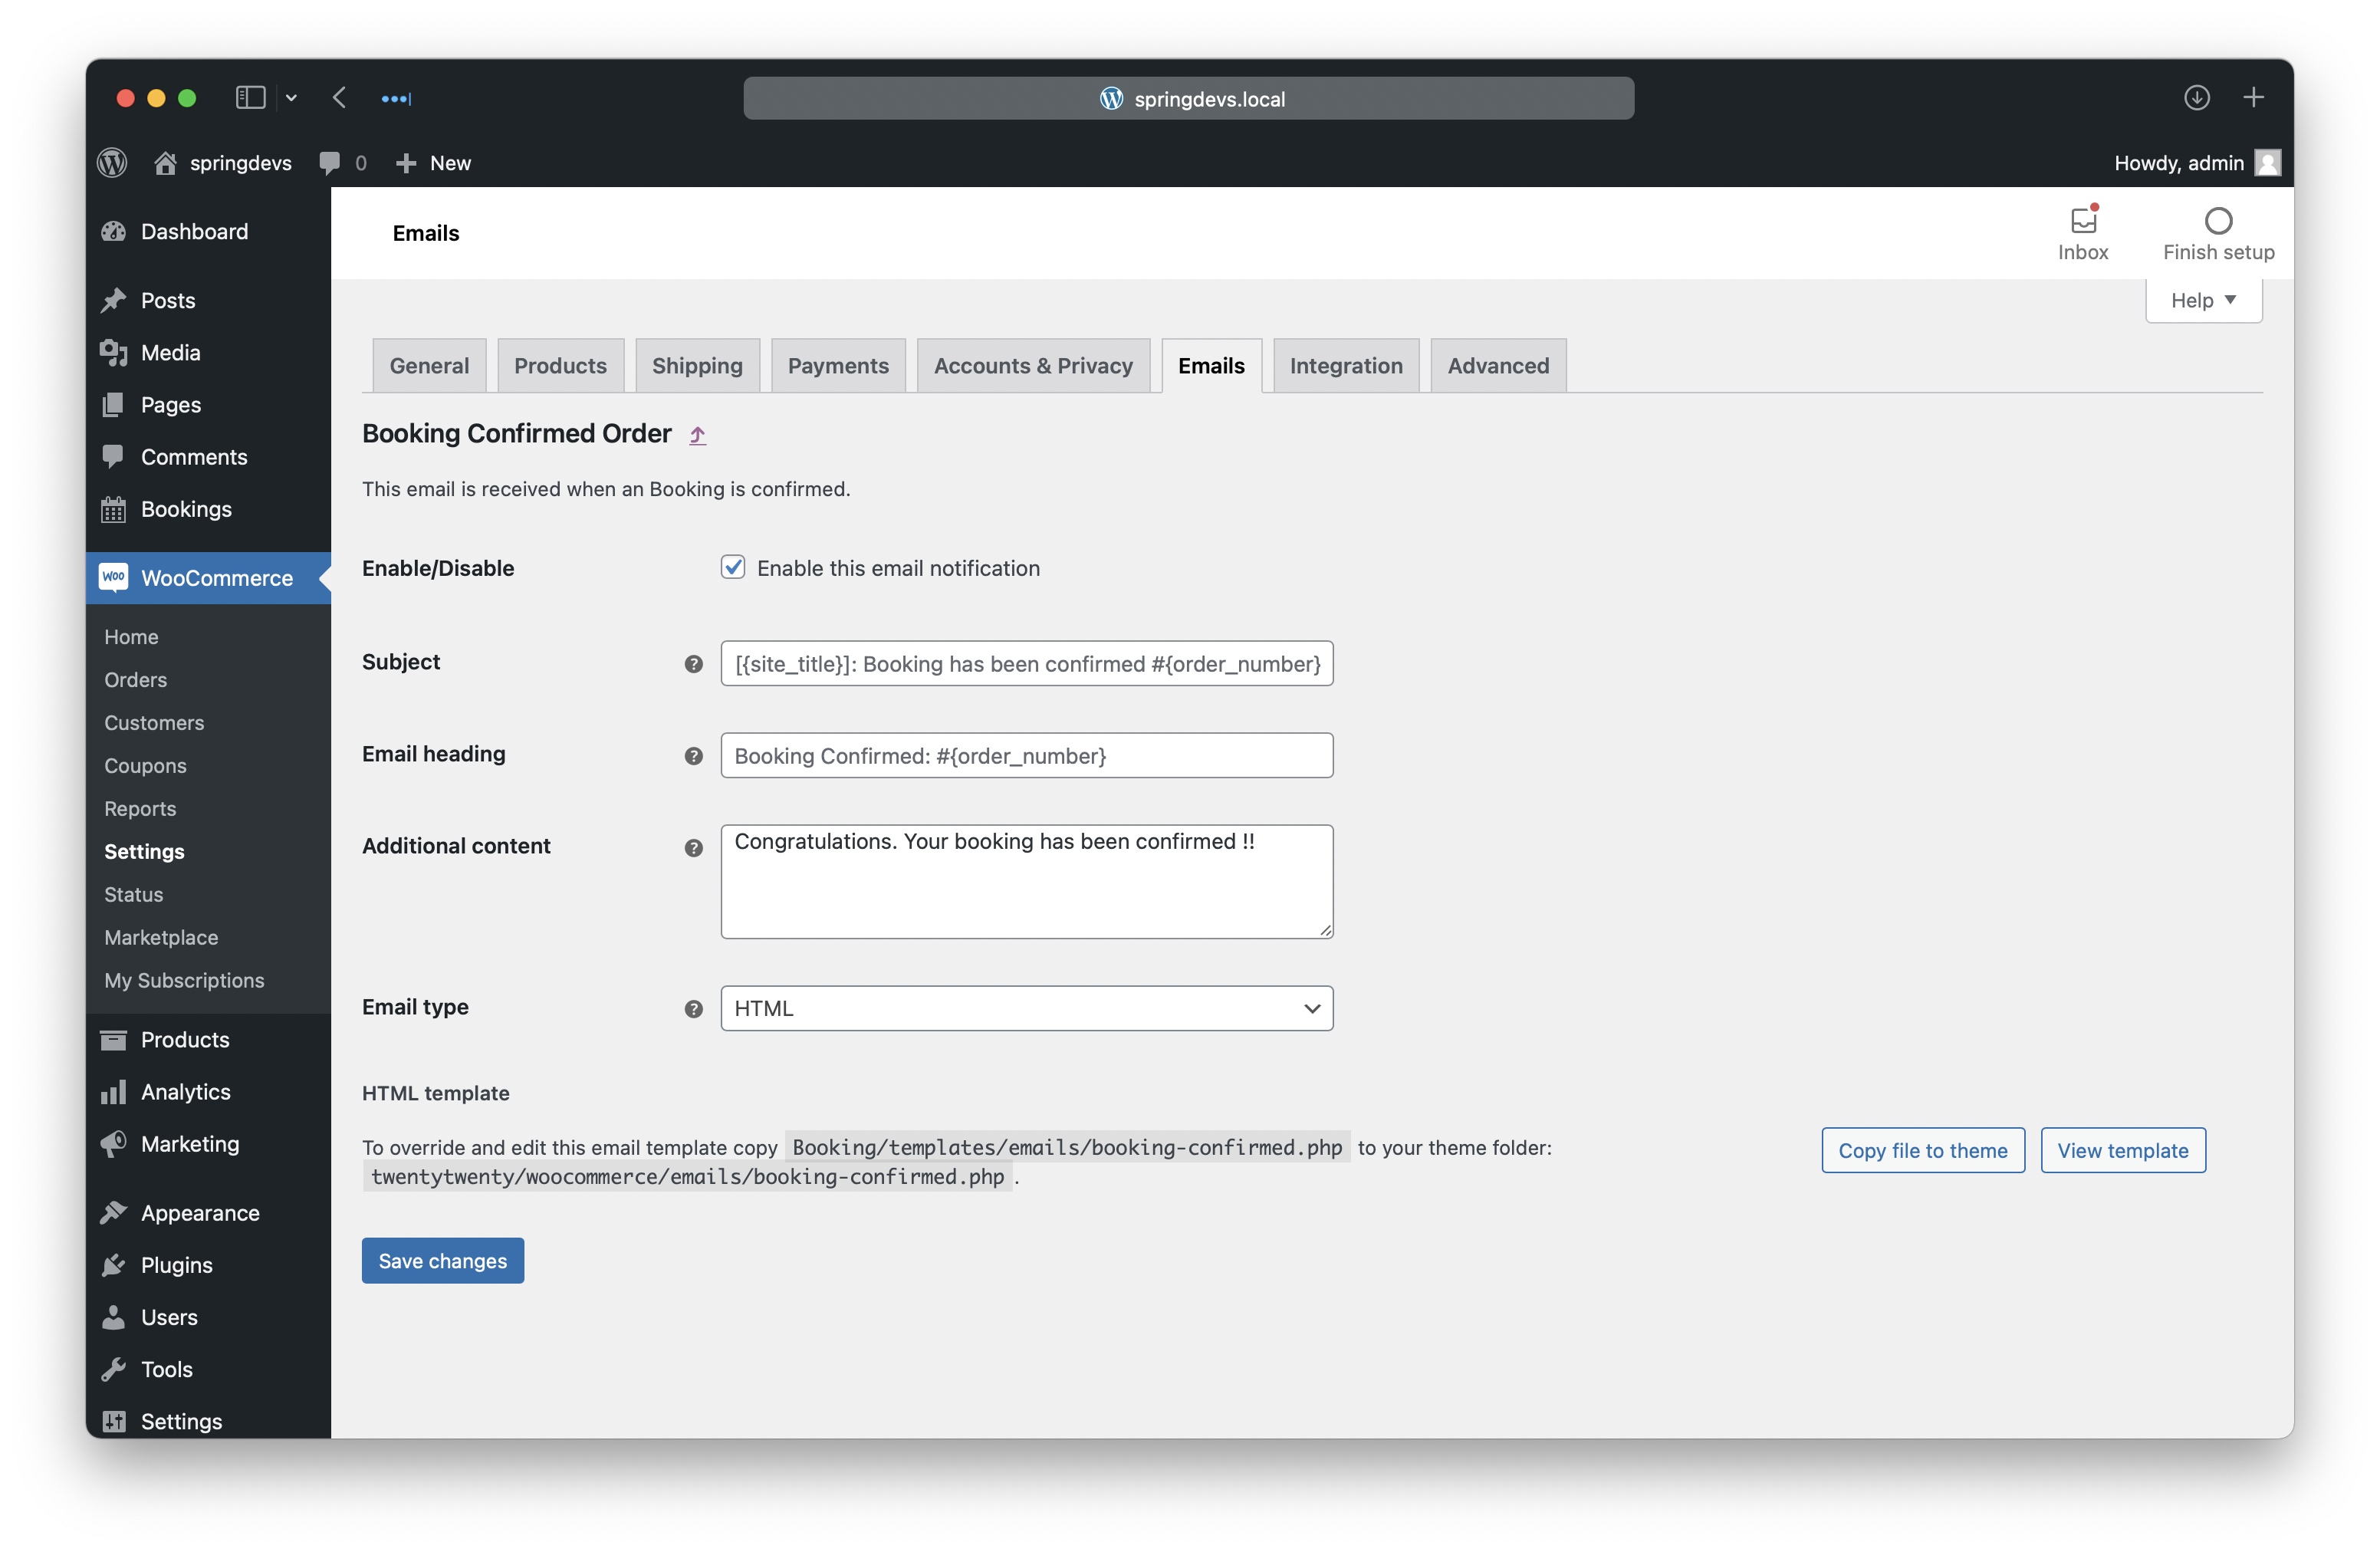 springdevs.local
springdevs 0 New Howdy, admin
Emails
Inbox
Finish setup
Help
Dashboard
Posts
Media
Pages
Comments
Bookings
WooCommerce
Home
Orders
Customers
Coupons
Reports
Settings
Status
Marketplace
My Subscriptions
Products
Analytics
Marketing
Appearance
Plugins
Users
Tools
Settings
General Products Shipping Payments Accounts & Privacy Emails Integration Advanced
Booking Confirmed Order
This email is received when an Booking is confirmed.
Enable/Disable Enable this email notification
Subject ? [{site_title}]: Booking has been confirmed #{order_number}
Email heading ? Booking Confirmed: #{order_number}
Additional content ? Congratulations. Your booking has been confirmed !!
Email type ? HTML
HTML template
To override and edit this email template copy Booking/templates/emails/booking-confirmed.php to your theme folder:
twentytwenty/woocommerce/emails/booking-confirmed.php .
Copy file to theme View template
Save changes